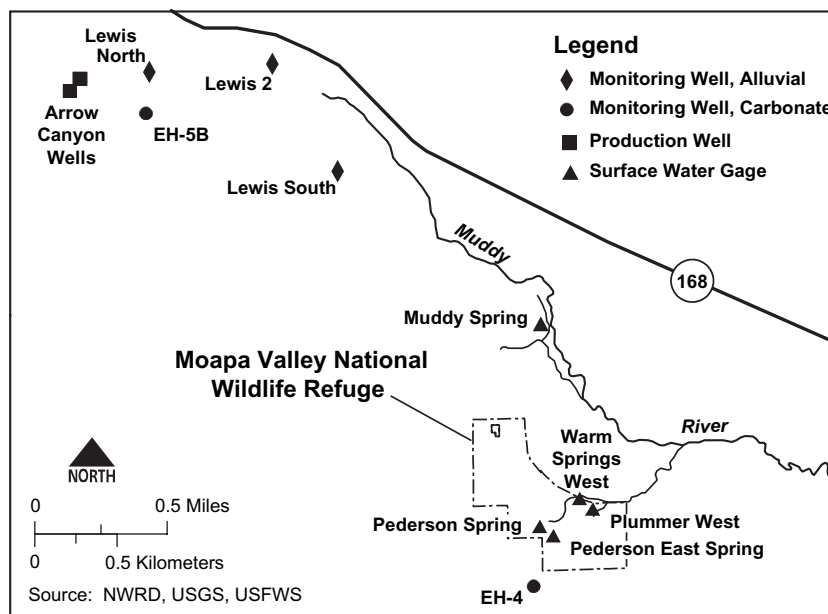 Lewis
North
Lewis 2
Arrow
Canyon
Wells
EH-5B
Lewis South
Legend
Monitoring Well, Alluvial
Monitoring Well, Carbonate
Production Well
Surface Water Gage
Muddy
168
Muddy Spring
Moapa Valley National
Wildlife Refuge
River
Warm
Springs
West
NORTH
0 0.5 Miles
0 0.5 Kilometers
Pederson Spring
Plummer West
Pederson East Spring
EH-4
Source: NWRD, USGS, USFWS